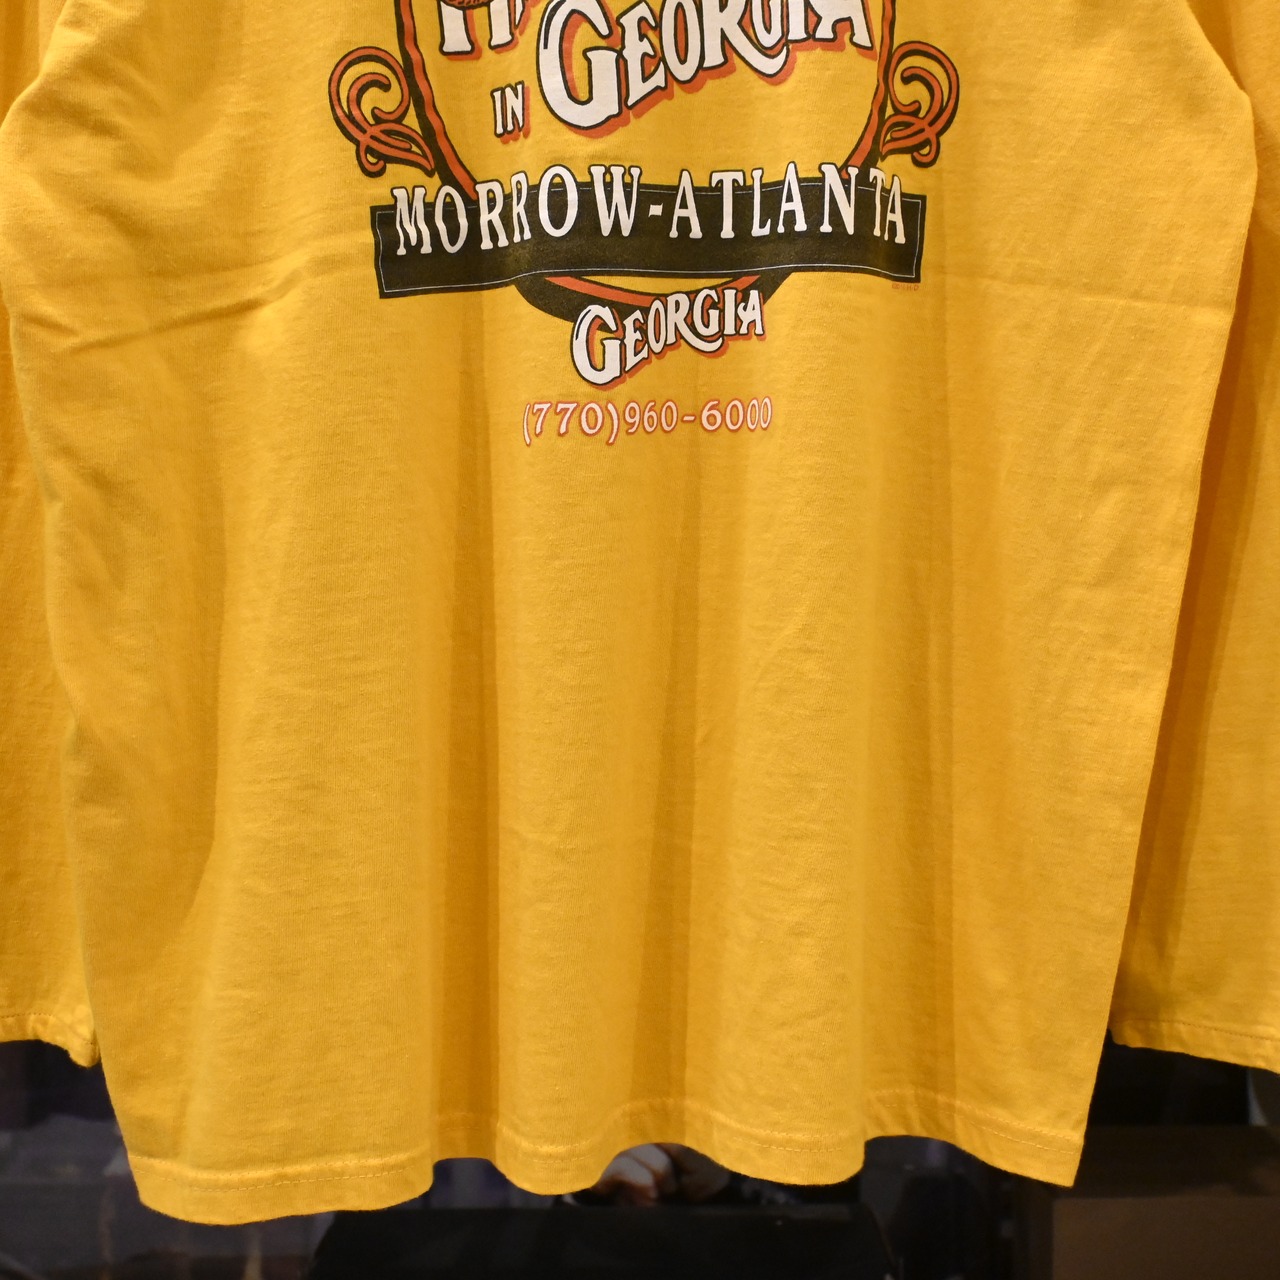 IN GEORGIA
MORROW-ATLANTA
GEORGIA
(770)960-6000